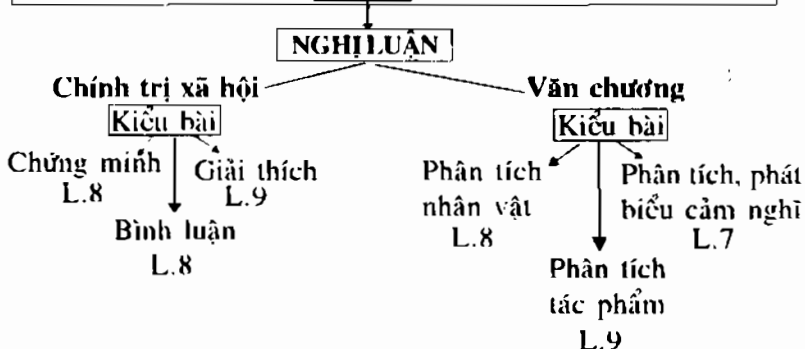 NGHỊ LUẬN
Chính trị xã hội
Văn chương
Kiểu bài
Kiểu bài
Chứng minh
L.8
Giải thích
L.9
Bình luận
L.8
Phân tích
nhân vật
L.8
Phân tích, phát
biểu cảm nghĩ
L.7
Phân tích
tác phẩm
L.9